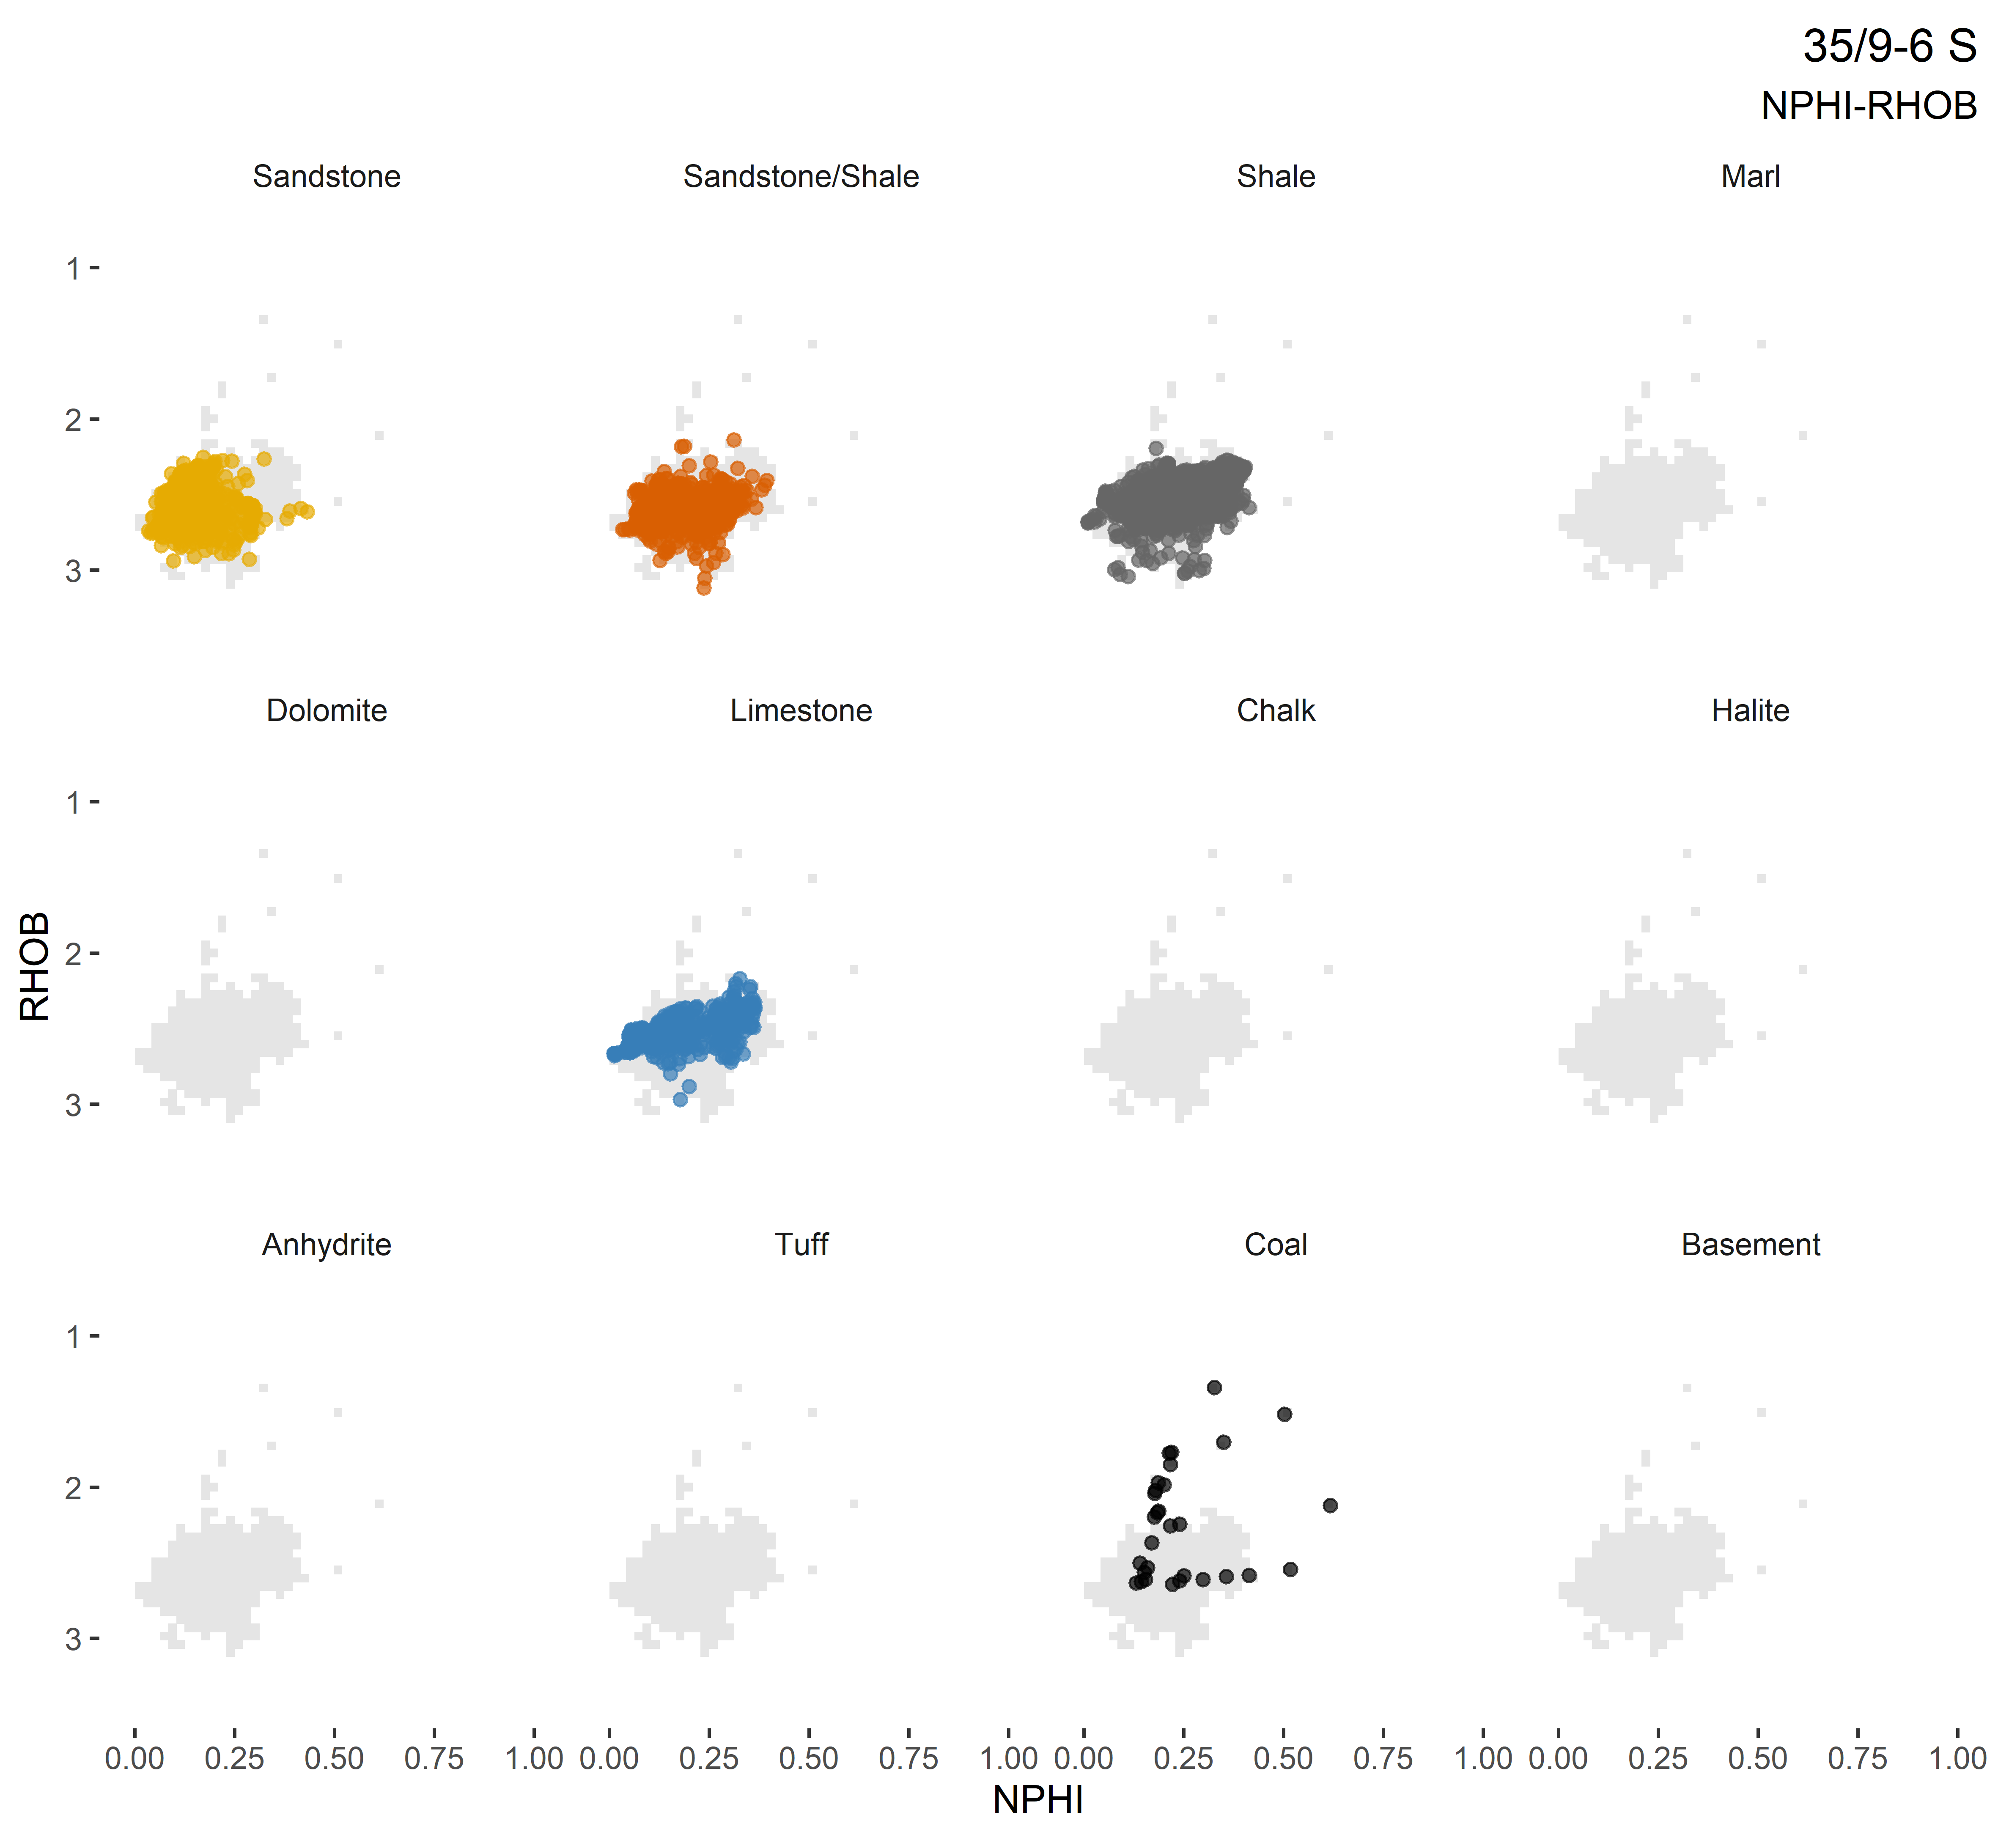 35/9-6 S
NPHI-RHOB
Sandstone
Sandstone/Shale
Shale
Marl
1
2
3
Dolomite
Limestone
Chalk
Halite
1
2
3
RHOB
Anhydrite
Tuff
Coal
Basement
1
2
3
0.00 0.25 0.50 0.75 1.00
0.00 0.25 0.50 0.75 1.00
0.00 0.25 0.50 0.75 1.00
0.00 0.25 0.50 0.75 1.00
NPHI